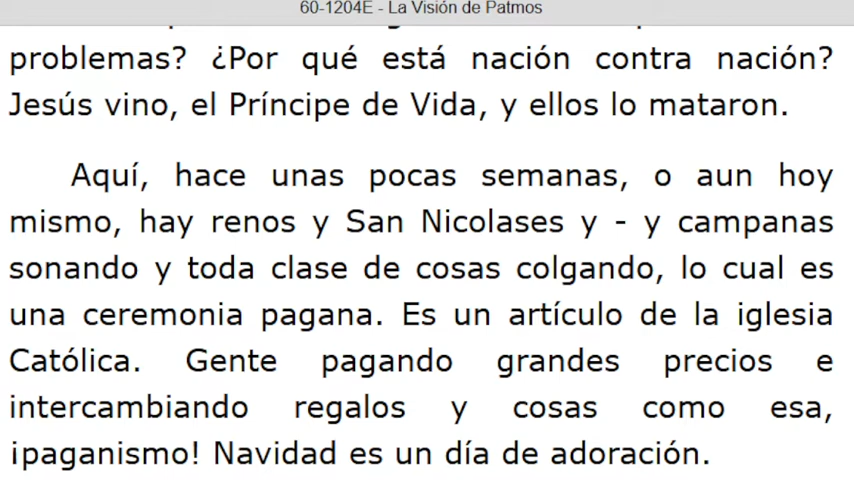 60-1204E - La Visión de Patmos
problemas? ¿Por qué está nación contra nación?
Jesús vino, el Príncipe de Vida, y ellos lo mataron.
Aquí, hace unas pocas semanas, o aun hoy
mismo, hay renos y San Nicolases y - y campanas
sonando y toda clase de cosas colgando, lo cual es
una ceremonia pagana. Es un artículo de la iglesia
Católica. Gente pagando grandes precios e
intercambiando regalos y cosas como esa,
¡paganismo! Navidad es un día de adoración.